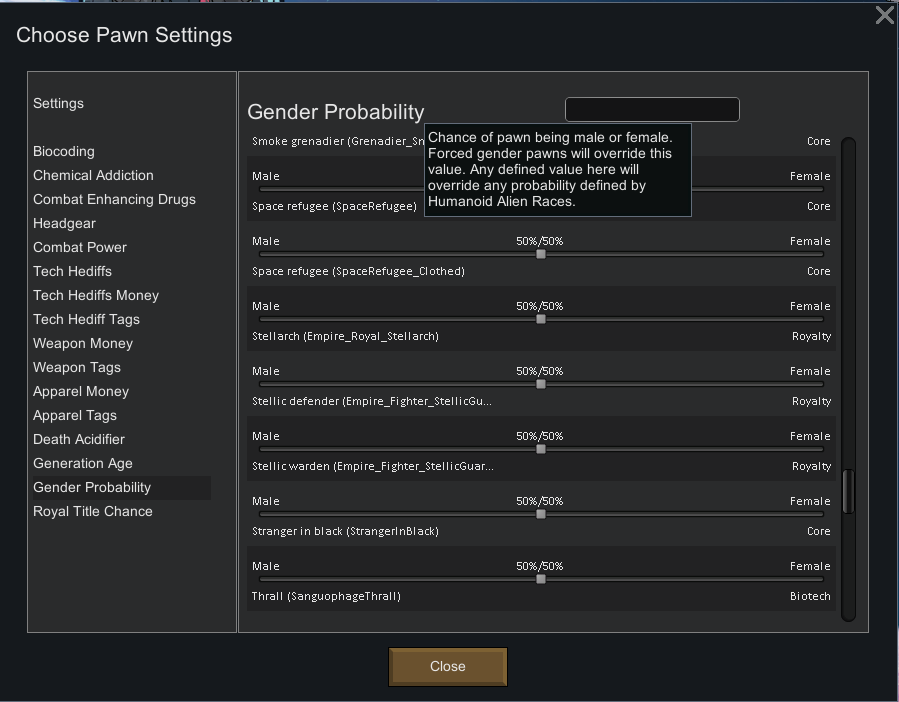 Choose Pawn Settings
Settings
Biocoding
Chemical Addiction
Combat Enhancing Drugs
Headgear
Combat Power
Tech Hediffs
Tech Hediffs Money
Tech Hediff Tags
Weapon Money
Weapon Tags
Apparel Money
Apparel Tags
Death Acidifier
Generation Age
Gender Probability
Royal Title Chance
Gender Probability
Chance of pawn being male or female.
Forced gender pawns will override this
value. Any defined value here will
override any probability defined by
Humanoid Alien Races.
Smoke grenadier (Grenadier_Sm Core
Male Female
Space refugee (SpaceRefugee) Core
Male 50%/50% Female
Space refugee (SpaceRefugee_Clothed) Core
Male 50%/50% Female
Stellarch (Empire_Royal_Stellarch) Royalty
Male 50%/50% Female
Stellic defender (Empire_Fighter_StellicGu... Royalty
Male 50%/50% Female
Stellic warden (Empire_Fighter_StellicGuar... Royalty
Male 50%/50% Female
Stranger in black (StrangerInBlack) Core
Male 50%/50% Female
Thrall (SanguophageThrall) Biotech
Close